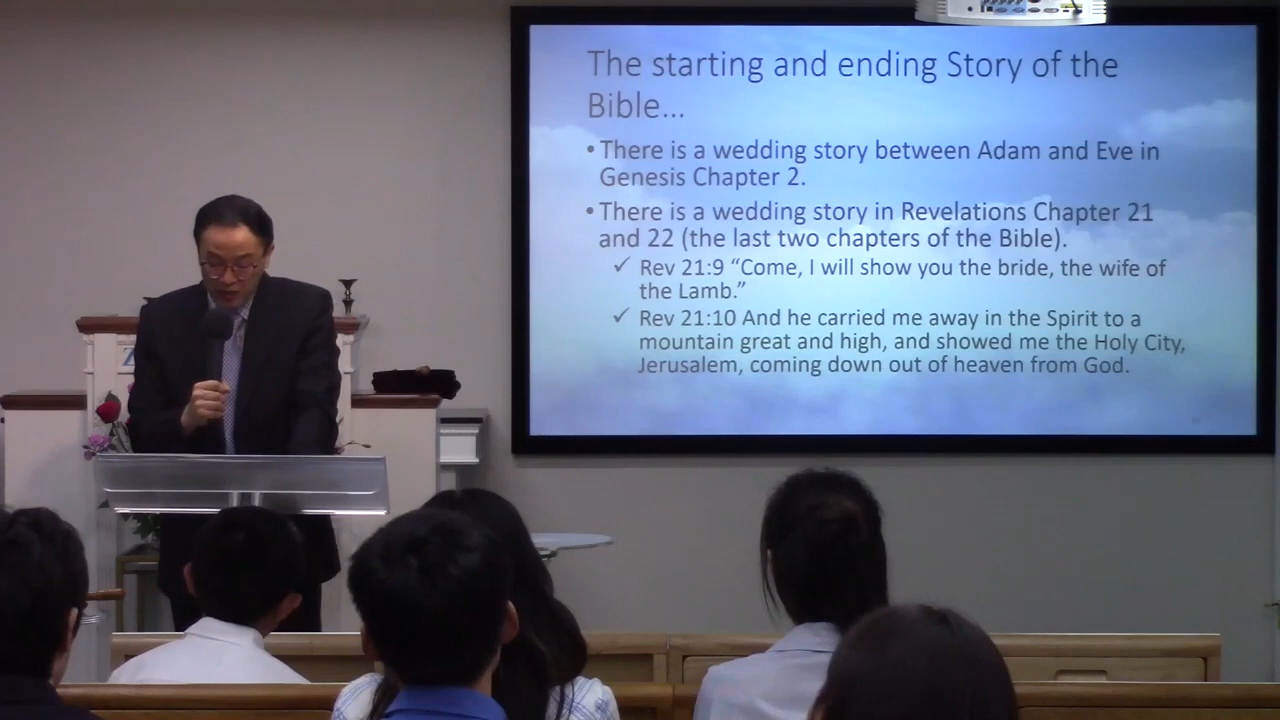 The starting and ending Story of the
Bible...
• There is a wedding story between Adam and Eve in
Genesis Chapter 2.
• There is a wedding story in Revelations Chapter 21
and 22 (the last two chapters of the Bible).
✓ Rev 21:9 “Come, I will show you the bride, the wife of
the Lamb.”
✓ Rev 21:10 And he carried me away in the Spirit to a
mountain great and high, and showed me the Holy City,
Jerusalem, coming down out of heaven from God.